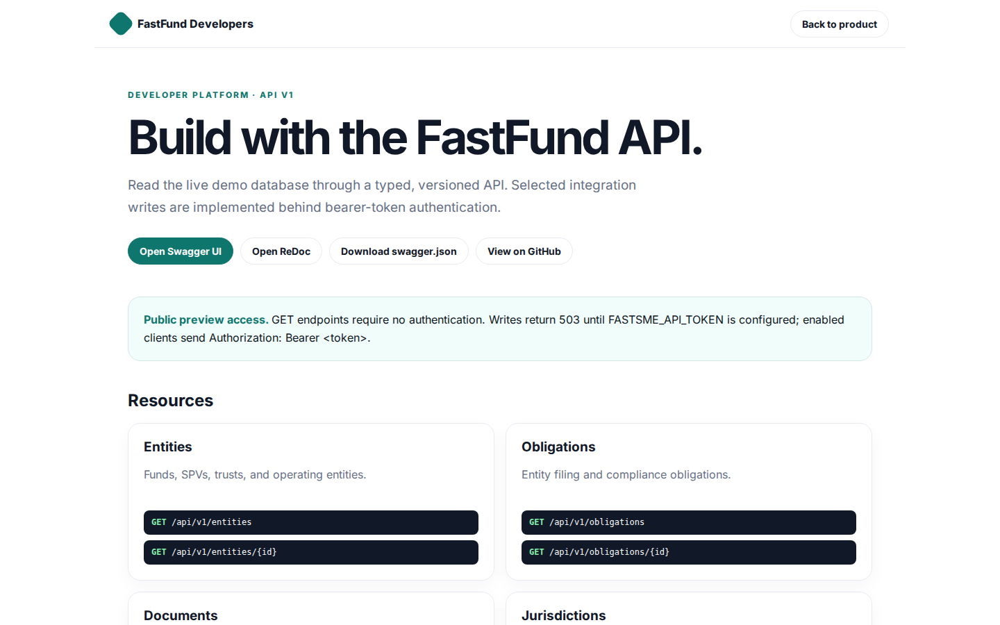 FastFund Developers
Back to product
DEVELOPER PLATFORM · API V1
Build with the FastFund API.
Read the live demo database through a typed, versioned API. Selected integration
writes are implemented behind bearer-token authentication.
Open Swagger UI
Open ReDoc
Download swagger.json
View on GitHub
Public preview access. GET endpoints require no authentication. Writes return 503 until FASTSME_API_TOKEN is configured; enabled
clients send Authorization: Bearer <token>.
Resources
Entities
Funds, SPVs, trusts, and operating entities.
GET /api/v1/entities
GET /api/v1/entities/{id}
Obligations
Entity filing and compliance obligations.
GET /api/v1/obligations
GET /api/v1/obligations/{id}
Documents
Jurisdictions